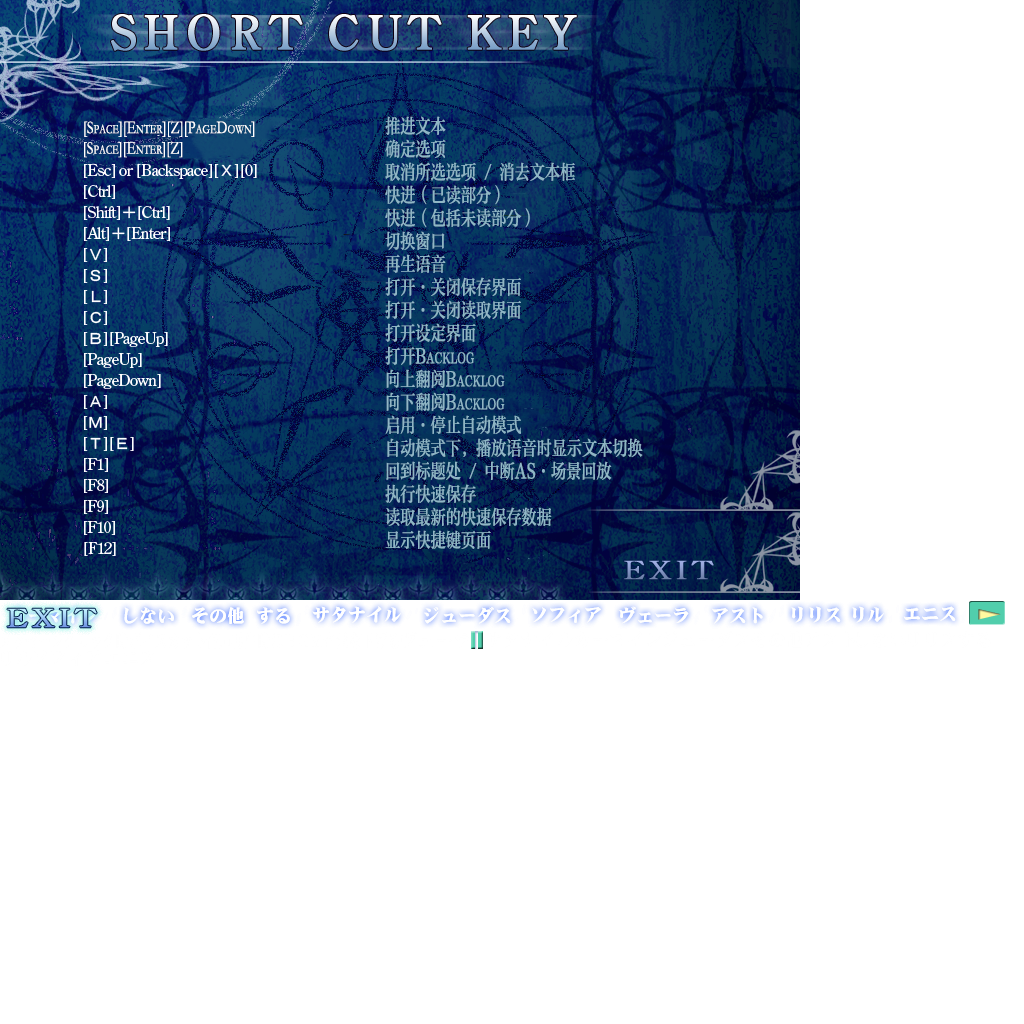 SHORT CUT KEY
[SPACE][ENTER][Z][PAGEDOWN] 推进文本
[SPACE][ENTER][Z] 确定选项
[Esc] or [Backspace][X][0] 取消所选选项 / 消去文本框
[Ctrl] 快进(已读部分)
[Shift]+[Ctrl] 快进(包括未读部分)
[Alt]+[Enter] 切换窗口
[V] 再生语音
[S] 打开・关闭保存界面
[L] 打开・关闭读取界面
[C] 打开设定界面
[B][PageUp] 打开BACKLOG
[PageUp] 向上翻阅BACKLOG
[PageDown] 向下翻阅BACKLOG
[A] 启用・停止自动模式
[M] 自动模式下，播放语音时显示文本切换
[T][E] 回到标题处 / 中断AS・场景回放
[F1] 执行快速保存
[F8] 读取最新的快速保存数据
[F9] 显示快捷键页面
[F10]
[F12]
EXIT
EXIT しない その他 する サタナイル ジューダス ソフィア ヴェーラ アスト リリス リル エニス